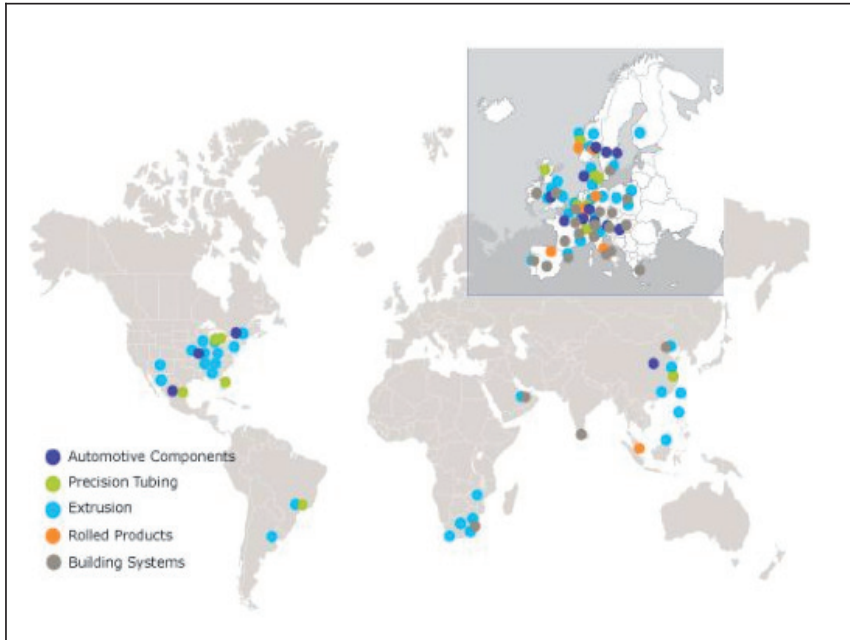 Automotive Components
Precision Tubing
Extrusion
Rolled Products
Building Systems